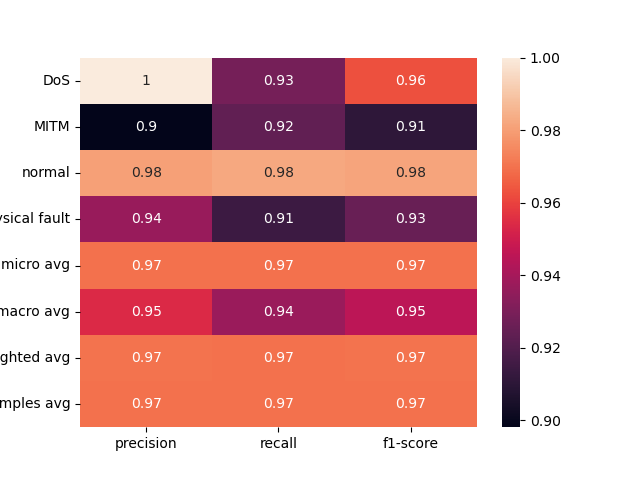 DoS 1 0.93 0.96
MITM 0.9 0.92 0.91
normal 0.98 0.98 0.98
ysical fault 0.94 0.91 0.93
micro avg 0.97 0.97 0.97
macro avg 0.95 0.94 0.95
ghted avg 0.97 0.97 0.97
mples avg 0.97 0.97 0.97
precision recall f1-score
1.00
0.98
0.96
0.94
0.92
0.90